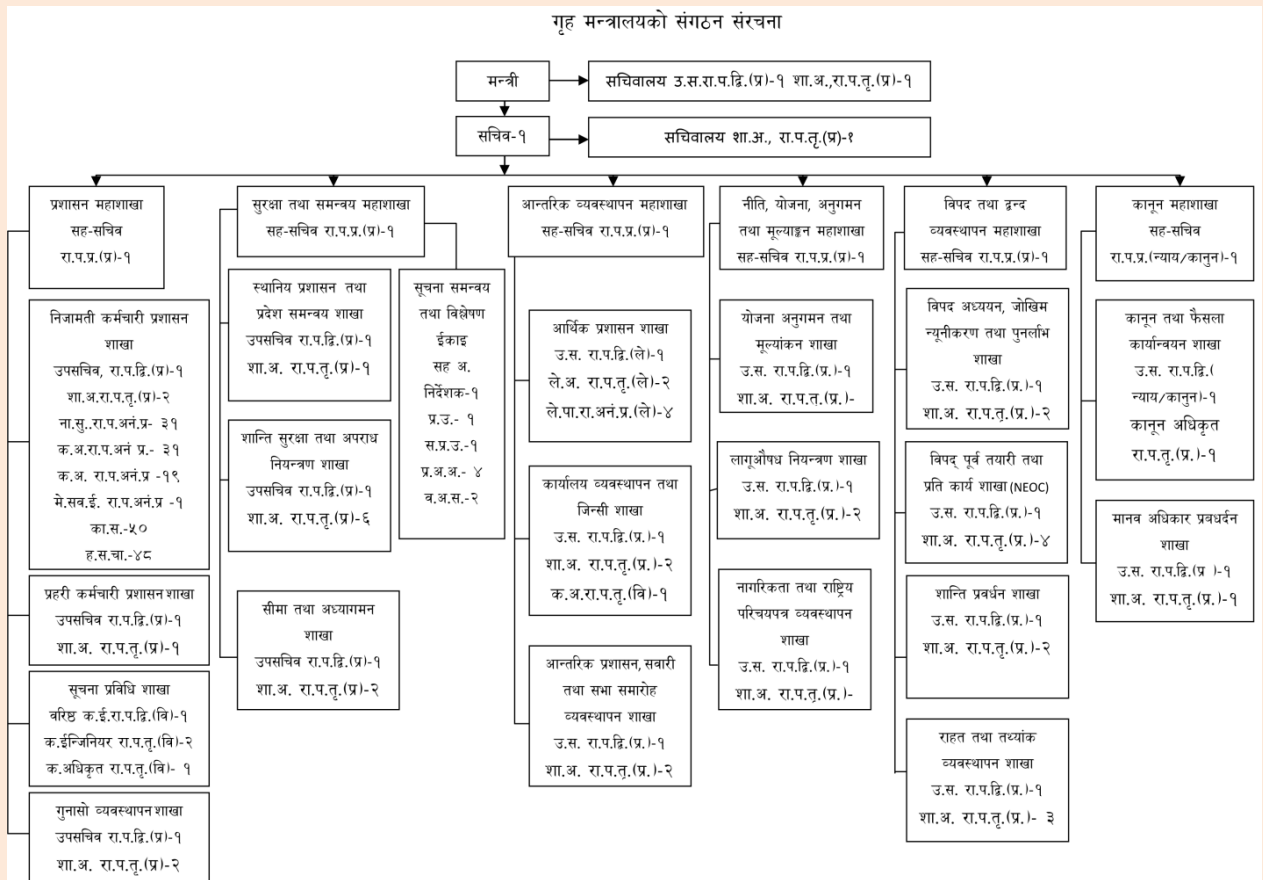 गृह मन्त्रालयको संगठन संरचना
मन्त्री
सचिवालय उ.स.रा.प.द्वि.(प्र)-१ शा.अ.,रा.प.तृ.(प्र)-१
सचिव-१
सचिवालय शा.अ., रा.प.तृ.(प्र)-१
प्रशासन महाशाखा
सह-सचिव
रा.प.प्र.(प्र)-१
निजामती कर्मचारी प्रशासन
शाखा
उपसचिव, रा.प.द्वि.(प्र)-१
शा.अ.रा.प.तृ.(प्र)-२
ना.सु..रा.प.अनं.प्र- ३१
क.अ.रा.प.अनं प्र.- ३१
क.अ. रा.प.अनं.प्र -१९
मे.सव.ई. रा.प.अनं.प्र -१
का.स.-५०
ह.स.चा.-४८
प्रहरी कर्मचारी प्रशासन शाखा
उपसचिव रा.प.द्वि.(प्र)-१
शा.अ. रा.प.तृ.(प्र)-१
सूचना प्रविधि शाखा
वरिष्ठ क.ई.रा.प.द्वि.(वि)-१
क.ईन्जिनियर रा.प.तृ.(वि)-२
क.अधिकृत रा.प.तृ.(वि)- १
गुनासो व्यवस्थापन शाखा
उपसचिव रा.प.द्वि.(प्र)-१
शा.अ. रा.प.तृ.(प्र)-२
सुरक्षा तथा समन्वय महाशाखा
सह-सचिव रा.प.प्र.(प्र)-१
स्थानिय प्रशासन तथा
प्रदेश समन्वय शाखा
उपसचिव रा.प.द्वि.(प्र)-१
शा.अ. रा.प.तृ.(प्र)-१
शान्ति सुरक्षा तथा अपराध
नियन्त्रण शाखा
उपसचिव रा.प.द्वि.(प्र)-१
शा.अ. रा.प.तृ.(प्र)-६
सीमा तथा अध्यागमन
शाखा
उपसचिव रा.प.द्वि.(प्र)-१
शा.अ. रा.प.तृ.(प्र)-२
सूचना समन्वय
तथा विश्लेषण
ईकाइ
सह अ.
निर्देशक-१
प्र.उ.- १
स.प्र.उ.-१
प्र.अ.अ.- ४
व.अ.स.-२
आन्तरिक व्यवस्थापन महाशाखा
सह-सचिव रा.प.प्र.(प्र)-१
आर्थिक प्रशासन शाखा
उ.स. रा.प.द्वि.(ले)-१
ले.अ. रा.प.तृ.(ले)-२
ले.पा.रा.अनं.प्र.(ले)-४
कार्यालय व्यवस्थापन तथा
जिन्सी शाखा
उ.स. रा.प.द्वि.(प्र.)-१
शा.अ. रा.प.तृ.(प्र.)-२
क.अ.रा.प.तृ.(वि)-१
आन्तरिक प्रशासन, सवारी
तथा सभा समारोह
व्यवस्थापन शाखा
उ.स. रा.प.द्वि.(प्र.)-१
शा.अ. रा.प.तृ.(प्र.)-२
नीति, योजना, अनुगमन
तथा मूल्याङ्कन महाशाखा
सह-सचिव रा.प.प्र.(प्र)-१
योजना अनुगमन तथा
मूल्यांकन शाखा
उ.स. रा.प.द्वि.(प्र.)-१
शा.अ. रा.प.तृ.(प्र.)-
लागूऔषध नियन्त्रण शाखा
उ.स. रा.प.द्वि.(प्र.)-१
शा.अ. रा.प.तृ.(प्र.)-२
नागरिकता तथा राष्ट्रिय
परिचयपत्र व्यवस्थापन
शाखा
उ.स. रा.प.द्वि.(प्र.)-१
शा.अ. रा.प.तृ.(प्र.)-
विपद तथा द्वन्द
व्यवस्थापन महाशाखा
सह-सचिव रा.प.प्र.(प्र)-१
विपद अध्ययन, जोखिम
न्यूनीकरण तथा पुनर्लाभ
शाखा
उ.स. रा.प.द्वि.(प्र.)-१
शा.अ. रा.प.तृ.(प्र.)-२
विपद् पूर्व तयारी तथा
प्रति कार्य शाखा (NEOC)
उ.स. रा.प.द्वि.(प्र.)-१
शा.अ. रा.प.तृ.(प्र.)-४
शान्ति प्रवर्धन शाखा
उ.स. रा.प.द्वि.(प्र.)-१
शा.अ. रा.प.तृ.(प्र.)-२
राहत तथा तथ्यांक
व्यवस्थापन शाखा
उ.स. रा.प.द्वि.(प्र.)-१
शा.अ. रा.प.तृ.(प्र.)- ३
कानून महाशाखा
सह-सचिव
रा.प.प्र.(न्याय/कानुन)-१
कानून तथा फैसला
कार्यान्वयन शाखा
उ.स. रा.प.द्वि.(
न्याय/कानुन)-१
कानून अधिकृत
रा.प.तृ.(प्र.)-१
मानव अधिकार प्रवधर्दन
शाखा
उ.स. रा.प.द्वि.(प्र )-१
शा.अ. रा.प.तृ.(प्र.)-१